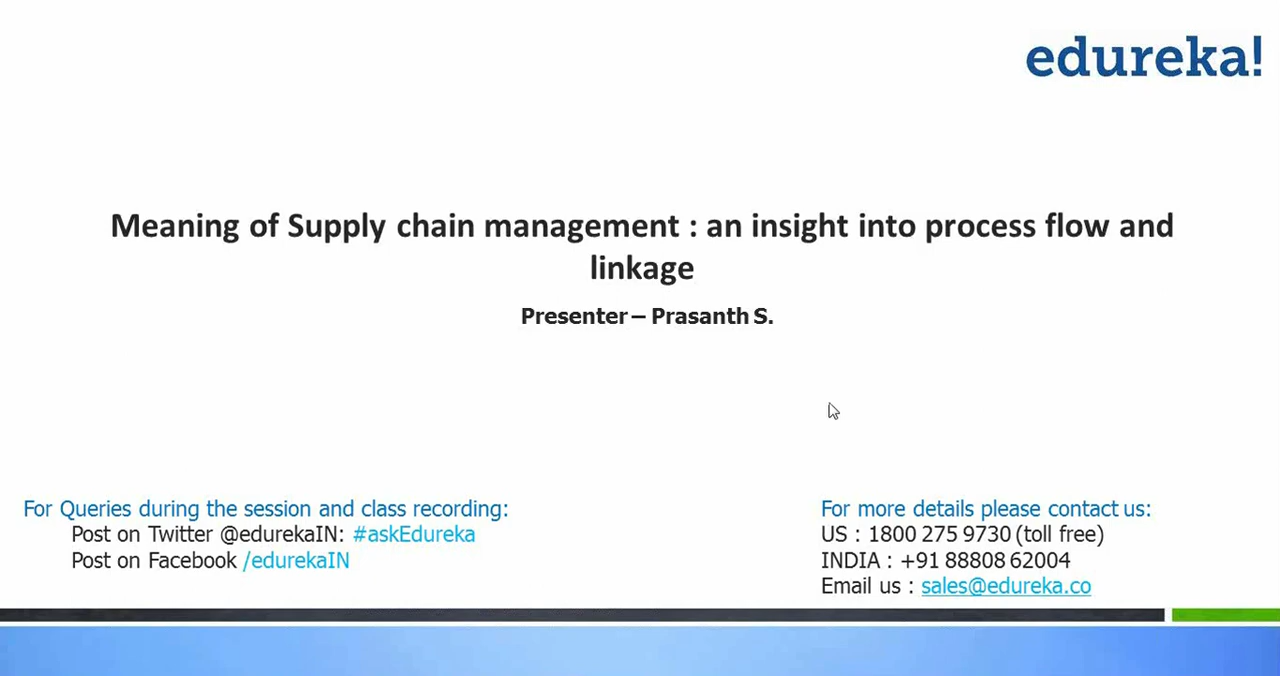 edureka!
Meaning of Supply chain management : an insight into process flow and
linkage
Presenter – Prasanth S.
For Queries during the session and class recording:
Post on Twitter @edurekaIN: #askEdureka
Post on Facebook /edurekaIN
For more details please contact us:
US : 1800 275 9730 (toll free)
INDIA : +91 88808 62004
Email us : sales@edureka.co